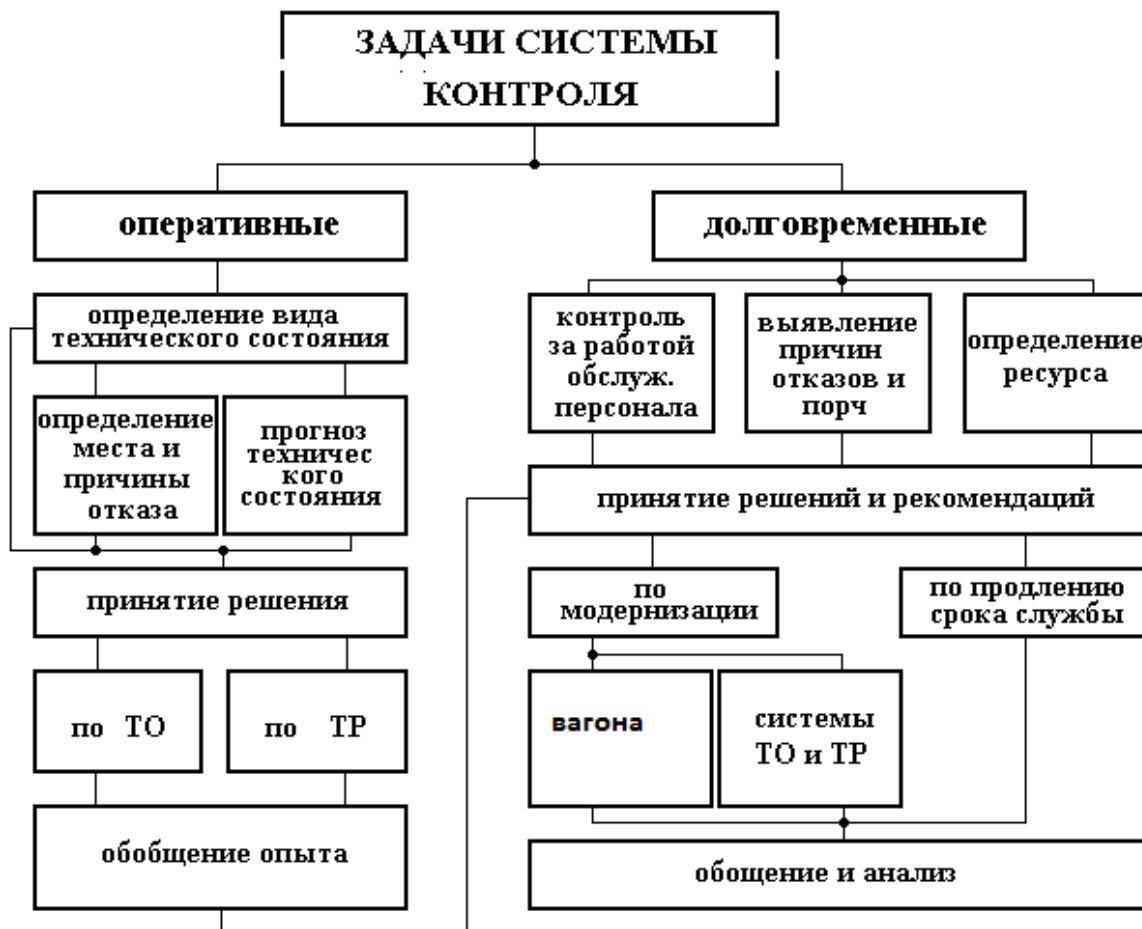 ЗАДАЧИ СИСТЕМЫ
КОНТРОЛЯ
оперативные
долговременные
определение вида
технического состояния
контроль
за работой
обслуж.
персонала
выявление
причин
отказов и
порч
определение
ресурса
определение
места и
причины
отказа
прогноз
техничес
кого
состояния
принятие решений и рекомендаций
принятие решения
по
модернизации
по продлению
срока службы
по ТО
по ТР
вагона
системы
ТО и ТР
обобщение опыта
обощение и анализ